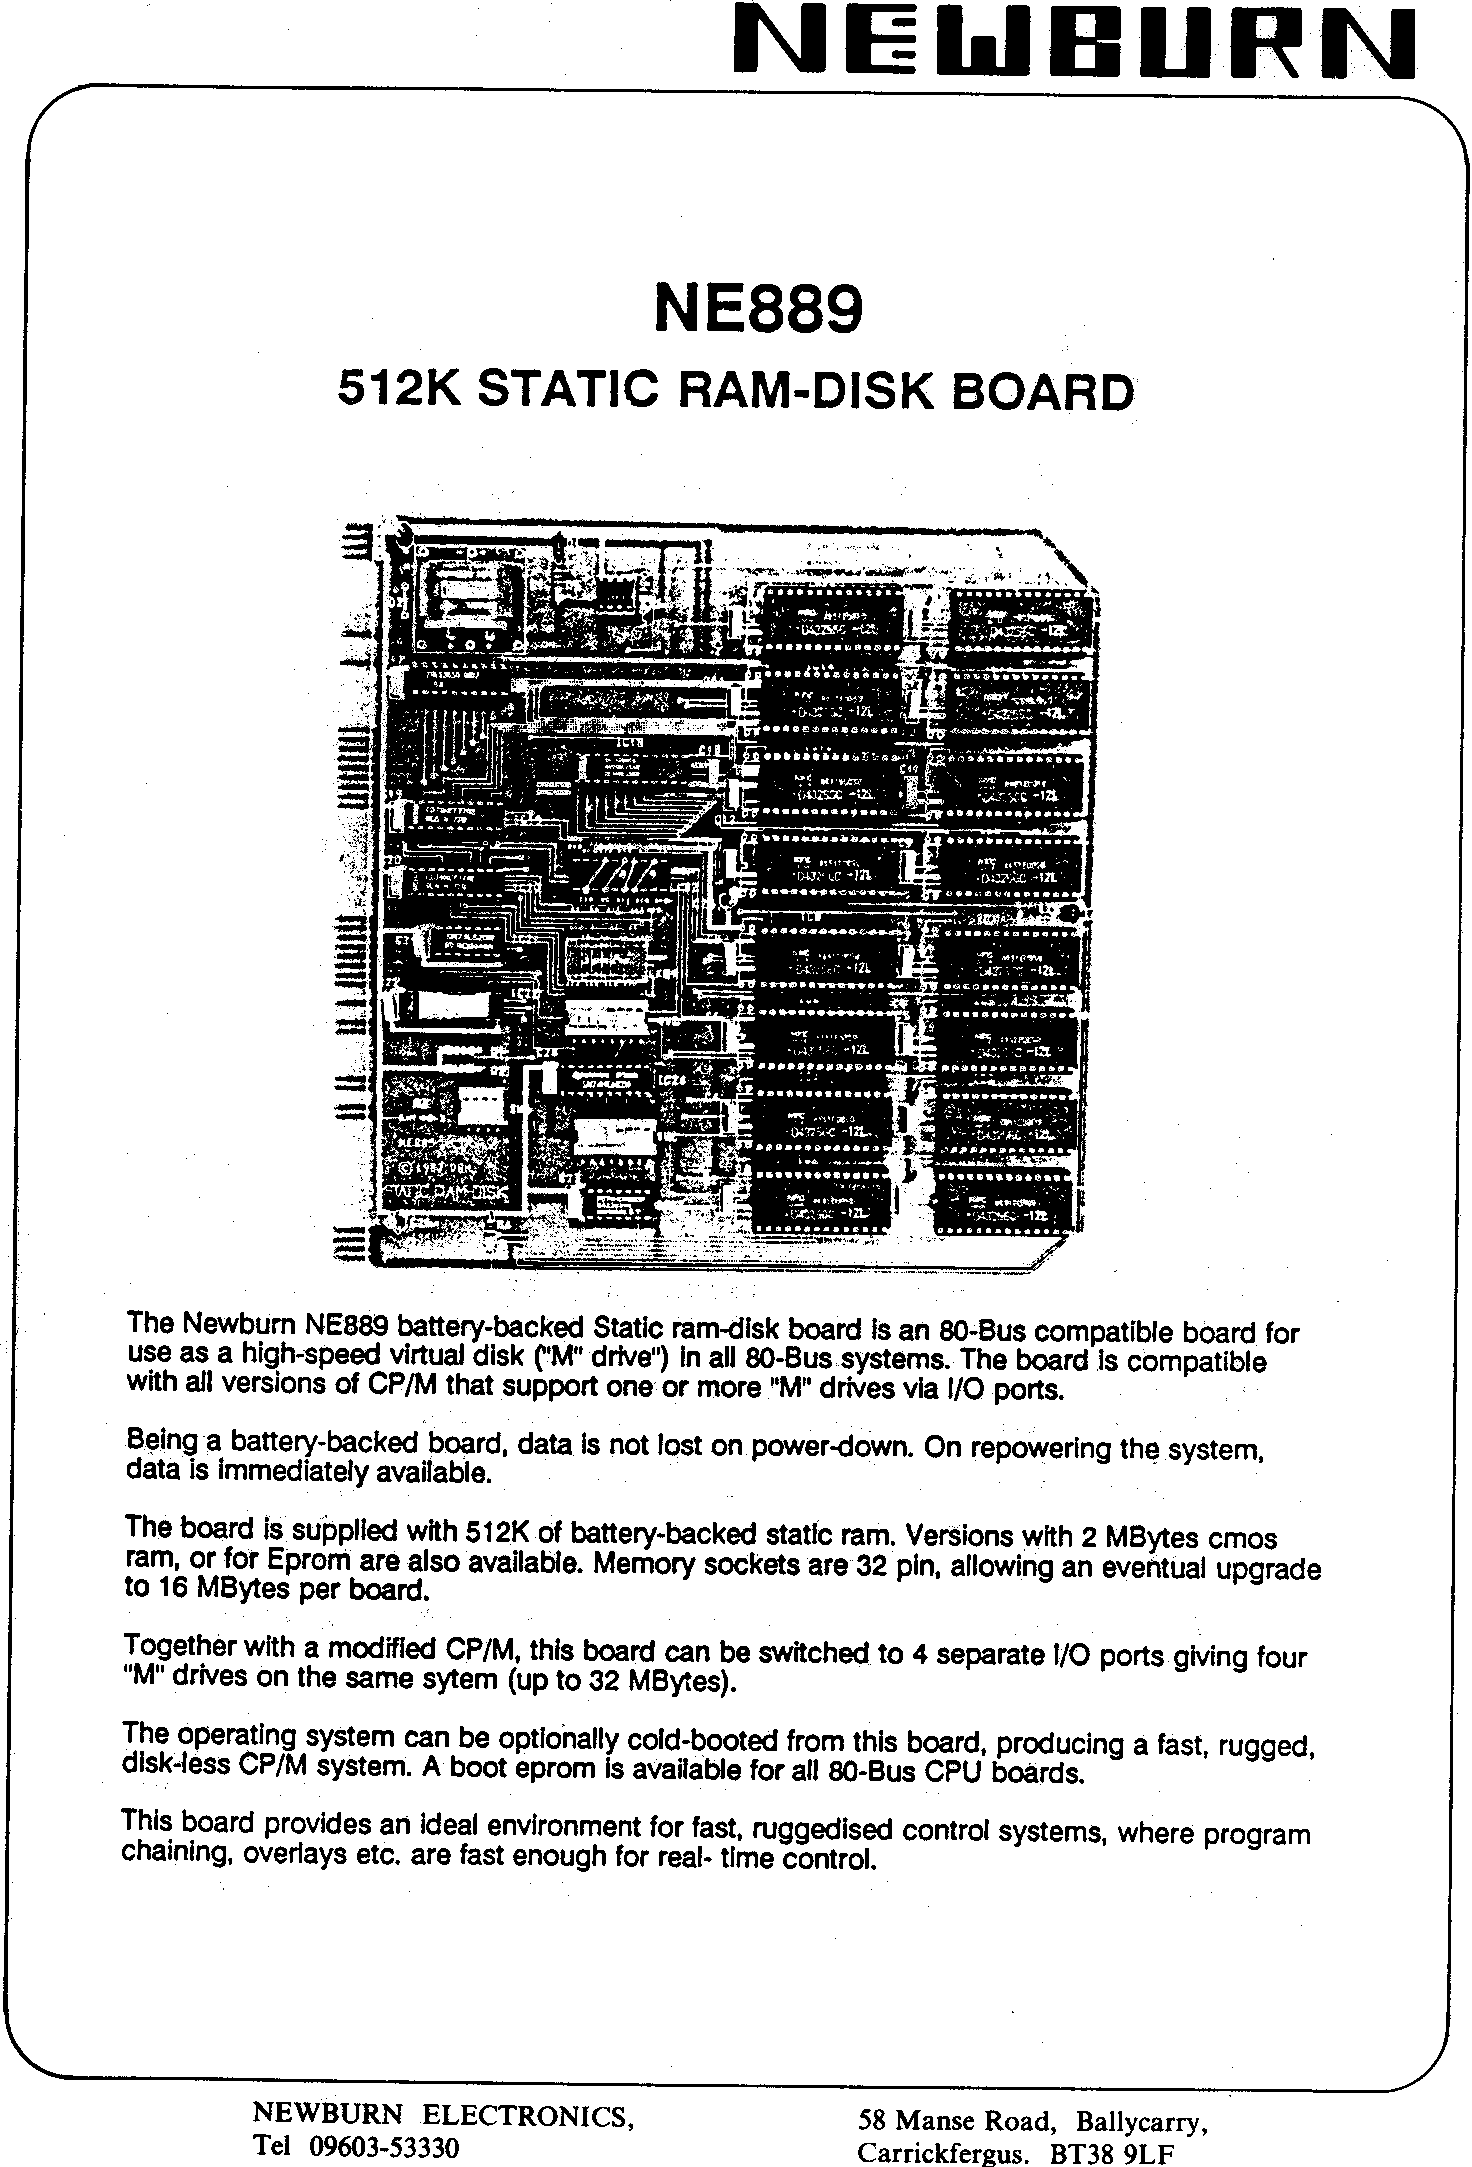 NEWBURN
NE889
512K STATIC RAM-DISK BOARD
The Newburn NE889 battery-backed Static ram-disk board is an 80-Bus compatible board for
use as a high-speed virtual disk ("M" drive") in all 80-Bus systems. The board is compatible
with all versions of CP/M that support one or more "M" drives via I/O ports.
Being a battery-backed board, data is not lost on power-down. On repowering the system,
data is immediately available.
The board is supplied with 512K of battery-backed static ram. Versions with 2 MBytes cmos
ram, or for Eprom are also available. Memory sockets are 32 pin, allowing an eventual upgrade
to 16 MBytes per board.
Together with a modified CP/M, this board can be switched to 4 separate I/O ports giving four
"M" drives on the same sytem (up to 32 MBytes).
The operating system can be optionally cold-booted from this board, producing a fast, rugged,
disk-less CP/M system. A boot eprom is available for all 80-Bus CPU boards.
This board provides an ideal environment for fast, ruggedised control systems, where program
chaining, overlays etc. are fast enough for real- time control.
NEWBURN ELECTRONICS,
Tel 09603-53330
58 Manse Road, Ballycarry,
Carrickfergus. BT38 9LF